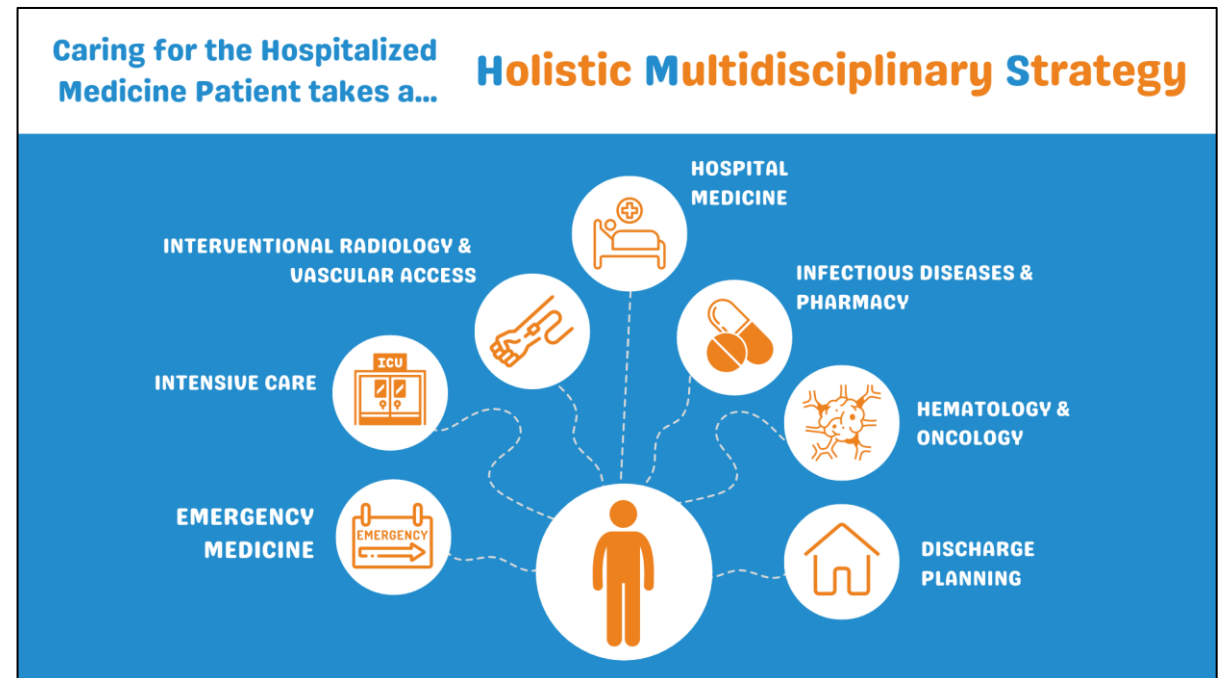 Caring for the Hospitalized
Medicine Patient takes a...
Holistic Multidisciplinary Strategy
HOSPITAL
MEDICINE
INTERVENTIONAL RADIOLOGY &
VASCULAR ACCESS
INFECTIOUS DISEASES &
PHARMACY
ICU
INTENSIVE CARE
HEMATOLOGY &
ONCOLOGY
EMERGENCY
MEDICINE
EMERGENCY
DISCHARGE
PLANNING